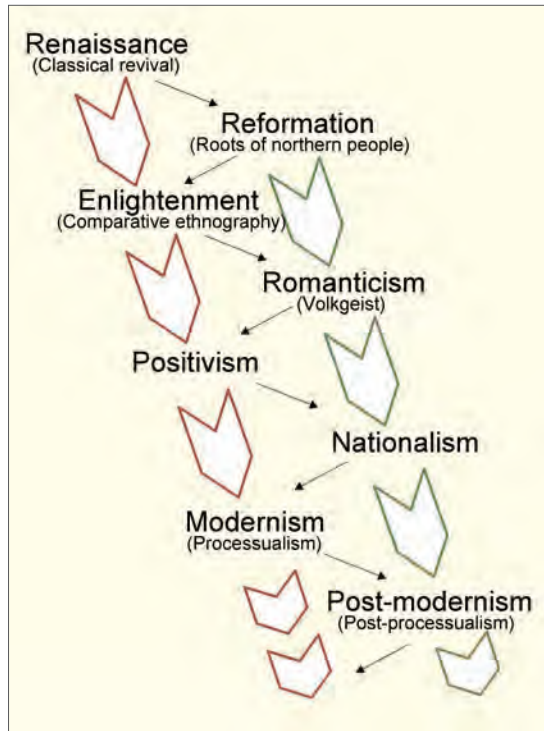 Renaissance
(Classical revival)
Reformation
(Roots of northern people)
Enlightenment
(Comparative ethnography)
Romanticism
(Volkgeist)
Positivism
Nationalism
Modernism
(Processualism)
Post-modernism
(Post-processualism)